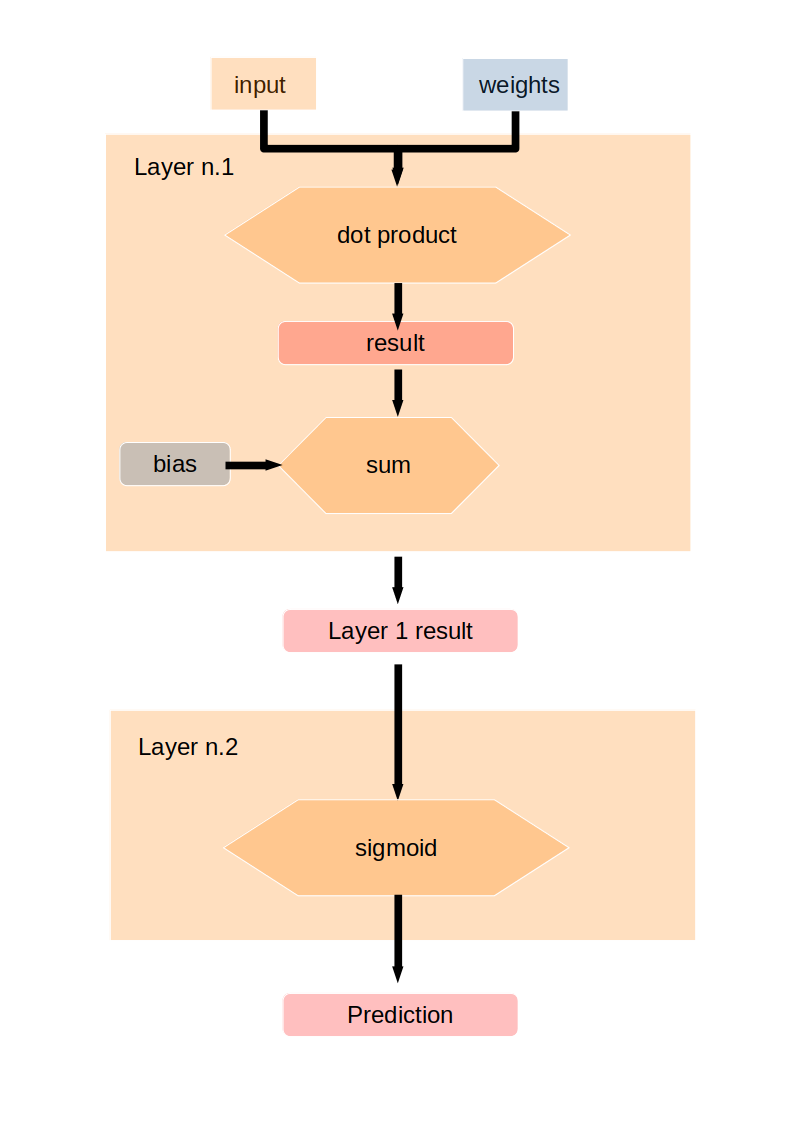 input
weights
Layer n.1
dot product
result
bias
sum
Layer 1 result
Layer n.2
sigmoid
Prediction